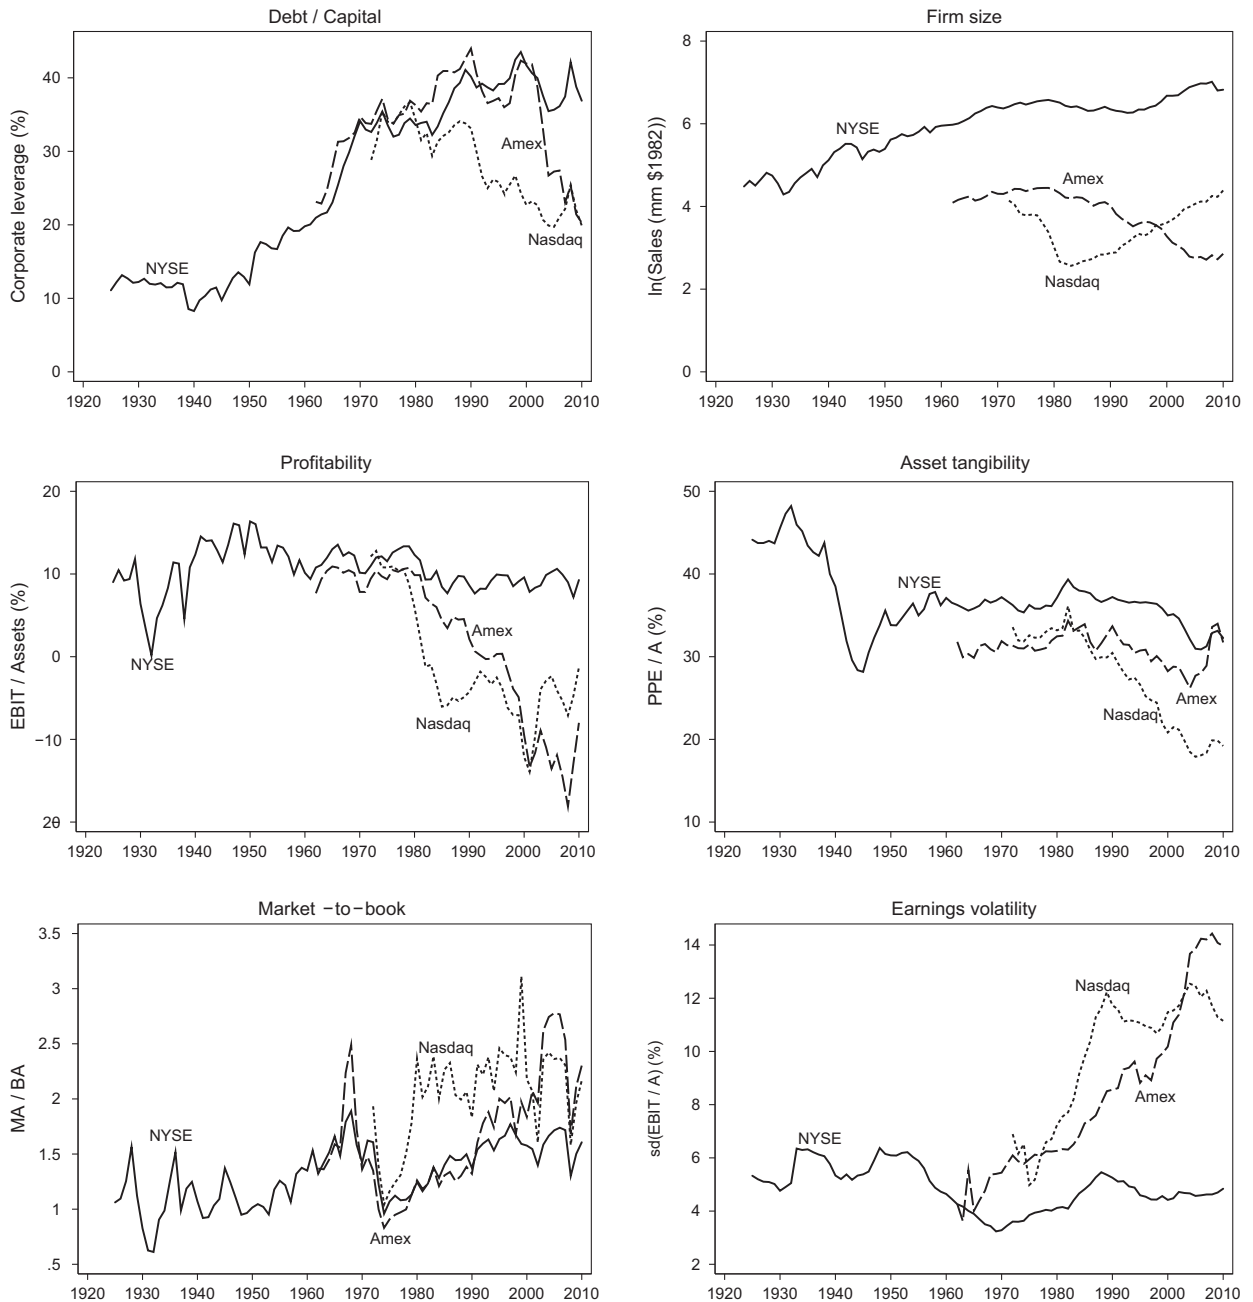 Debt / Capital
Corporate leverage (%)
40
30
20
10
0
NYSE
Amex
Nasdaq
1920 1930 1940 1950 1960 1970 1980 1990 2000 2010
Firm size
ln(Sales (mm $1982))
8
6
4
2
0
NYSE
Amex
Nasdaq
1920 1930 1940 1950 1960 1970 1980 1990 2000 2010
Profitability
EBIT / Assets (%)
20
10
0
−10
20
NYSE
Amex
Nasdaq
1920 1930 1940 1950 1960 1970 1980 1990 2000 2010
Asset tangibility
PPE / A (%)
50
40
30
20
10
NYSE
Amex
Nasdaq
1920 1930 1940 1950 1960 1970 1980 1990 2000 2010
Market −to−book
MA / BA
3.5
3
2.5
2
1.5
1
.5
Nasdaq
NYSE
Amex
1920 1930 1940 1950 1960 1970 1980 1990 2000 2010
Earnings volatility
sd(EBIT / A) (%)
14
12
10
8
6
4
2
Nasdaq
Amex
NYSE
1920 1930 1940 1950 1960 1970 1980 1990 2000 2010